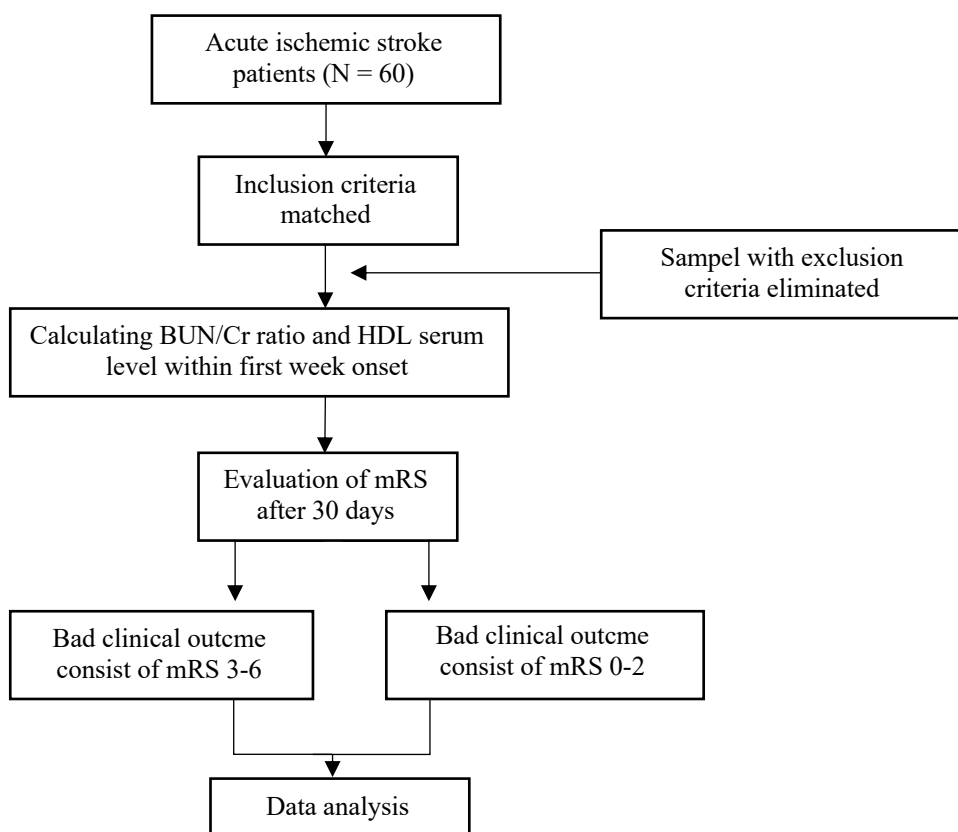 Acute ischemic stroke
patients (N = 60)
Inclusion criteria
matched
Sampel with exclusion
criteria eliminated
Calculating BUN/Cr ratio and HDL serum
level within first week onset
Evaluation of mRS
after 30 days
Bad clinical outcme
consist of mRS 3-6
Bad clinical outcme
consist of mRS 0-2
Data analysis